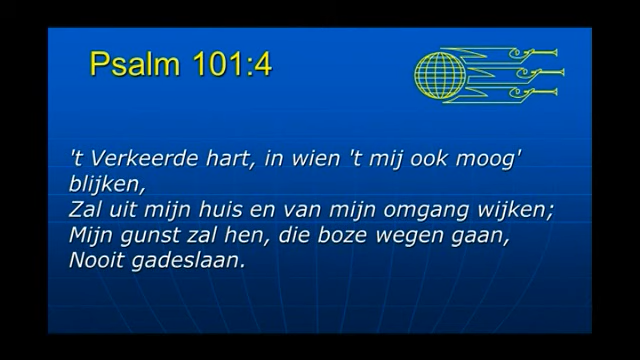 Psalm 101:4
't Verkeerde hart, in wien 't mij ook moog'
blijken,
Zal uit mijn huis en van mijn omgang wijken;
Mijn gunst zal hen, die boze wegen gaan,
Nooit gadeslaan.